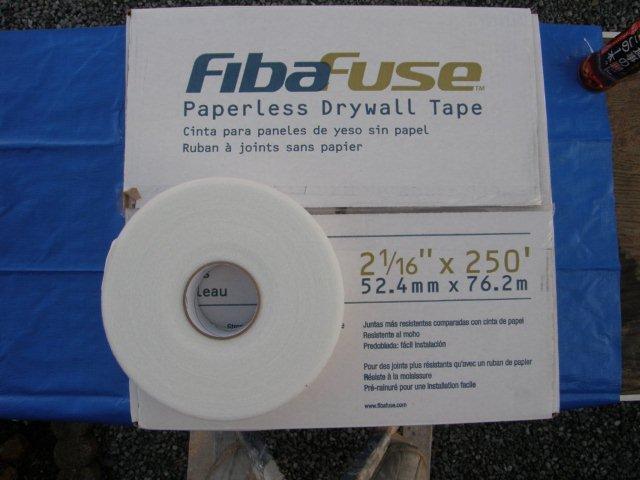 FibaFuse™
Paperless Drywall Tape
Cinta para paneles de yeso sin papel
Ruban à joints sans papier
2 1/16" x 250'
52.4mm x 76.2m
leau
Juntas más resistentes comparadas con cinta de papel
Resistente al moho
Predoblada: fácil instalación
Pour des joints plus résistants qu'avec un ruban de papier
Résiste à la moisissure
Pré-rainuré pour une installation facile
www.fibafuse.com